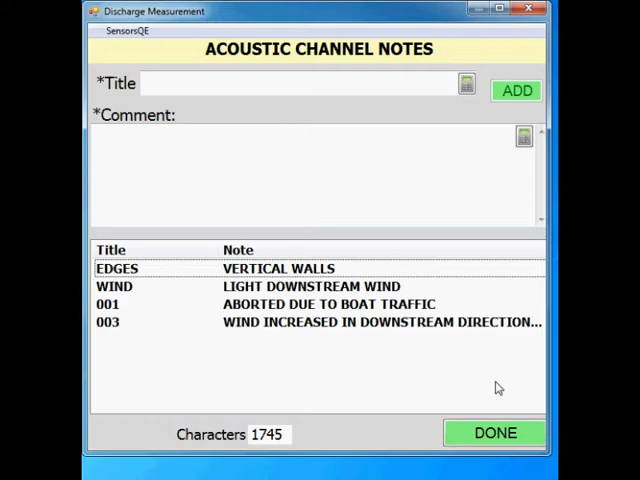 Discharge Measurement
SensorsQE
ACOUSTIC CHANNEL NOTES
*Title
ADD
*Comment:
Title Note
EDGES VERTICAL WALLS
WIND LIGHT DOWNSTREAM WIND
001 ABORTED DUE TO BOAT TRAFFIC
003 WIND INCREASED IN DOWNSTREAM DIRECTION...
Characters 1745
DONE